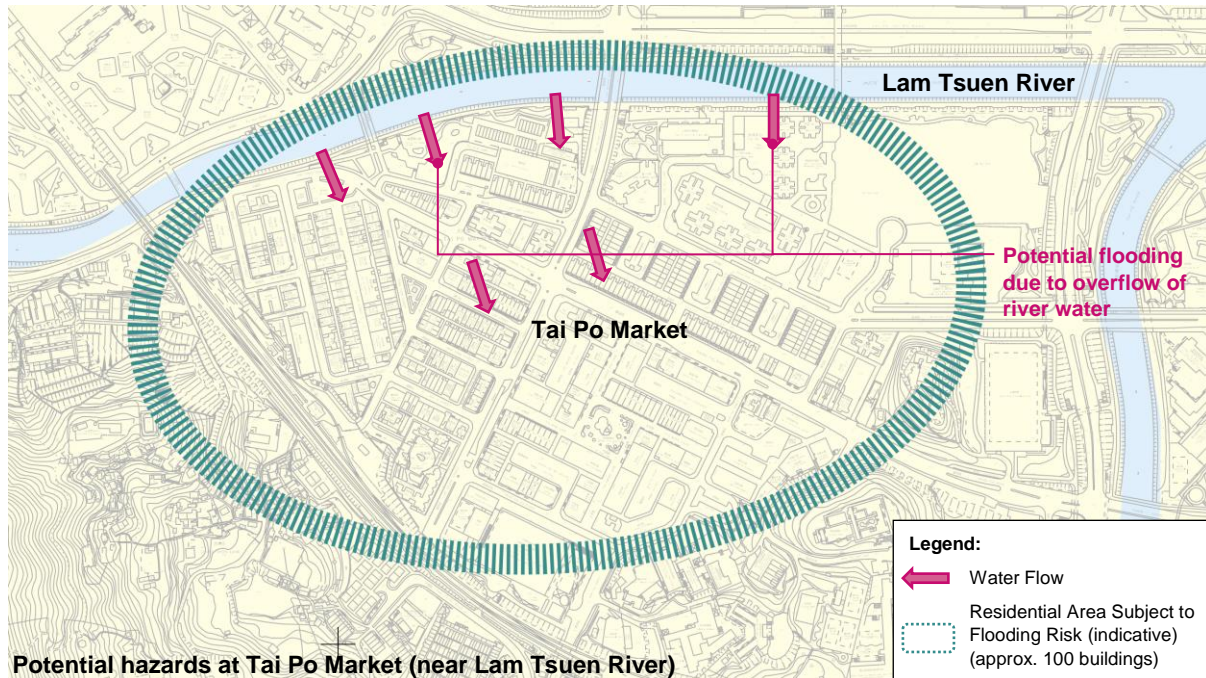 Lam Tsuen River
Potential flooding
due to overflow of
river water
Tai Po Market
Legend:
Water Flow
Residential Area Subject to
Flooding Risk (indicative)
(approx. 100 buildings)
Potential hazards at Tai Po Market (near Lam Tsuen River)